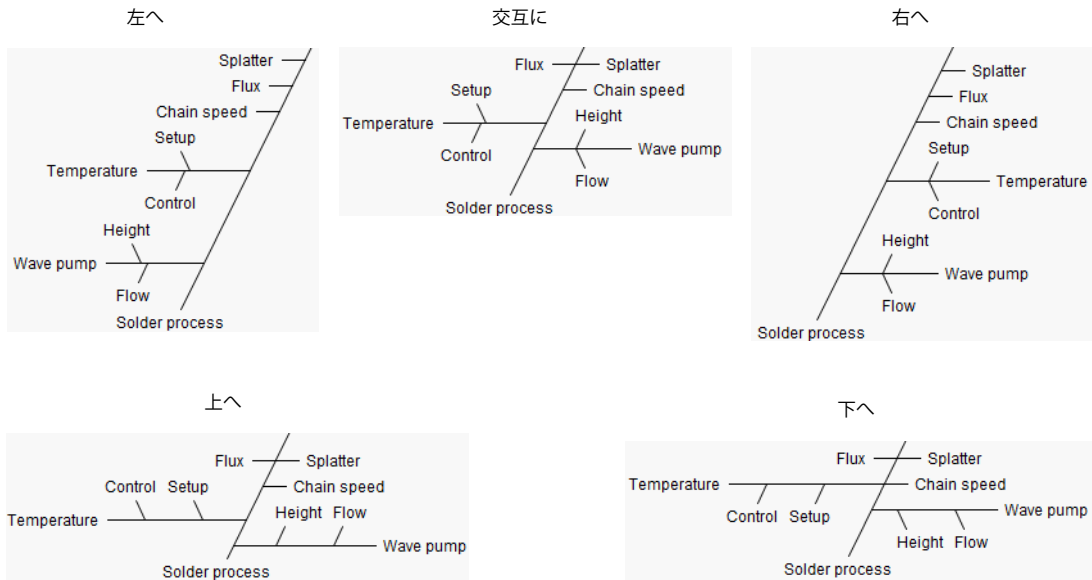 左へ
Splatter
Flux
Chain speed
Setup
Temperature
Control
Height
Wave pump
Flow
Solder process
交互に
Flux Splatter
Setup Chain speed
Temperature Height
Control Wave pump
Flow
Solder process
右へ
Splatter
Flux
Chain speed
Setup
Temperature
Control
Height
Wave pump
Flow
Solder process
上へ
Flux Splatter
Control Setup Chain speed
Temperature Height Flow
Wave pump
Solder process
下へ
Flux Splatter
Temperature Chain speed
Control Setup Wave pump
Height Flow
Solder process